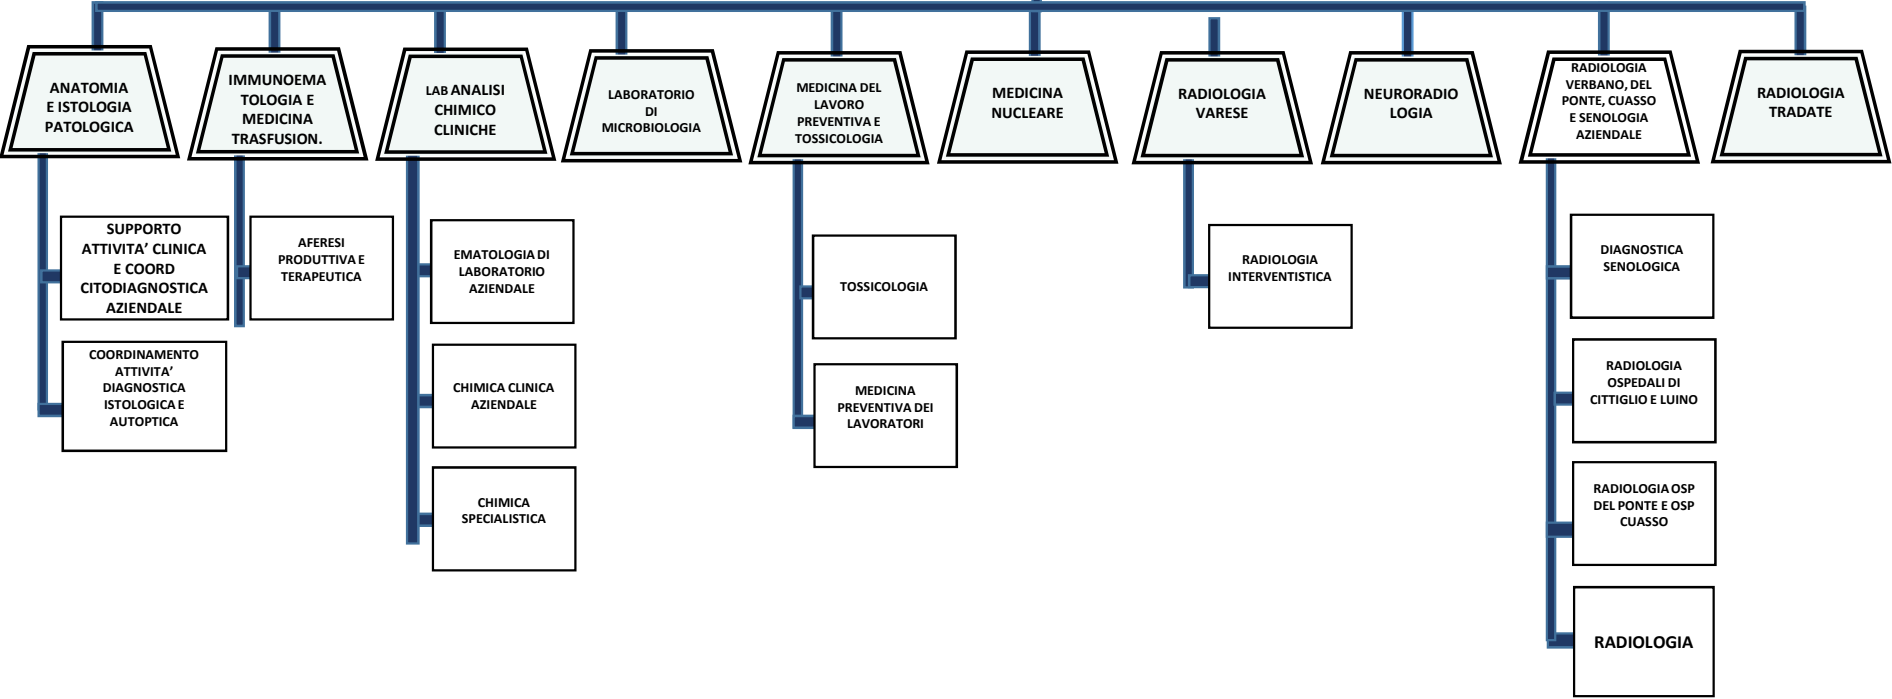 ANATOMIA
E ISTOLOGIA
PATOLOGICA
IMMUNOEMA
TOLOGIA E
MEDICINA
TRASFUSION.
LAB ANALISI
CHIMICO
CLINICHE
LABORATORIO
DI
MICROBIOLOGIA
MEDICINA DEL
LAVORO
PREVENTIVA E
TOSSICOLOGIA
MEDICINA
NUCLEARE
RADIOLOGIA
VARESE
NEURORADIO
LOGIA
RADIOLOGIA
VERBANO, DEL
PONTE, CUASSO
E SENOLOGIA
AZIENDALE
RADIOLOGIA
TRADATE
SUPPORTO
ATTIVITA’ CLINICA
E COORD
CITODIAGNOSTICA
AZIENDALE
COORDINAMENTO
ATTIVITA’
DIAGNOSTICA
ISTOLOGICA E
AUTOPTICA
AFERESI
PRODUTTIVA E
TERAPEUTICA
EMATOLOGIA DI
LABORATORIO
AZIENDALE
CHIMICA CLINICA
AZIENDALE
CHIMICA
SPECIALISTICA
TOSSICOLOGIA
MEDICINA
PREVENTIVA DEI
LAVORATORI
RADIOLOGIA
INTERVENTISTICA
DIAGNOSTICA
SENOLOGICA
RADIOLOGIA
OSPEDALI DI
CITTIGLIO E LUINO
RADIOLOGIA OSP
DEL PONTE E OSP
CUASSO
RADIOLOGIA